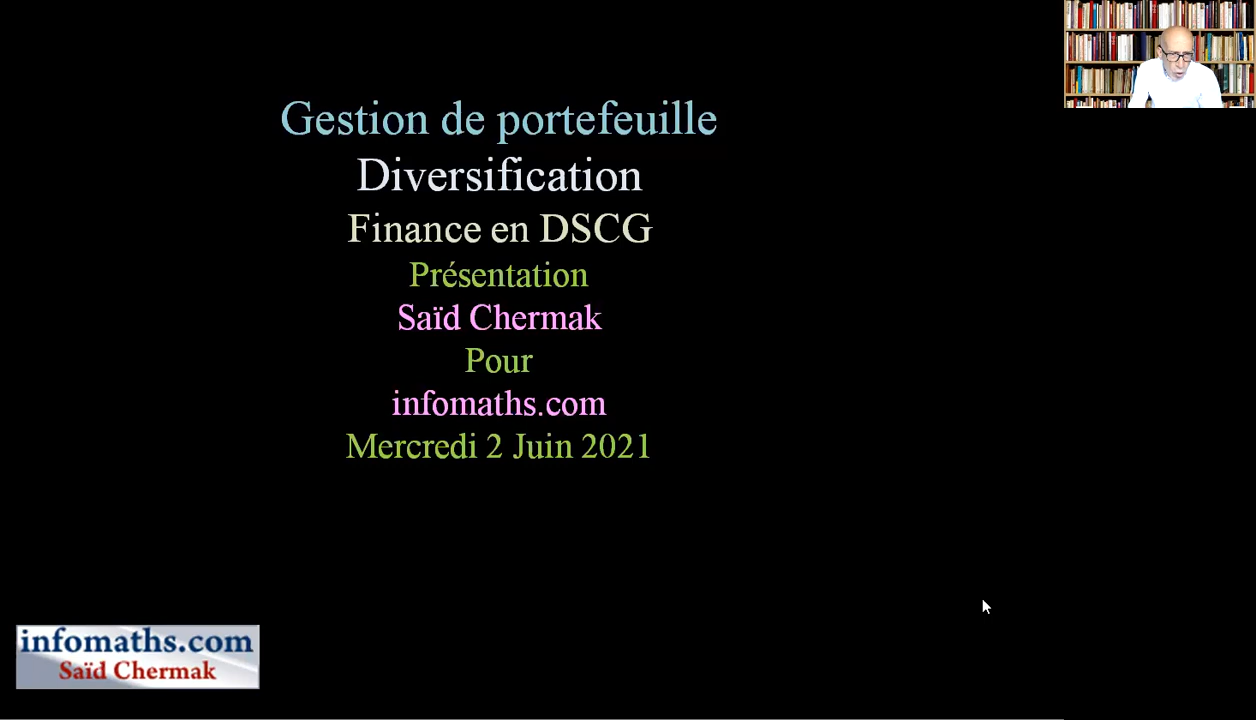 Gestion de portefeuille
Diversification
Finance en DSCG
Présentation
Saïd Chermak
Pour
infomaths.com
Mercredi 2 Juin 2021
infomaths.com
Saïd Chermak